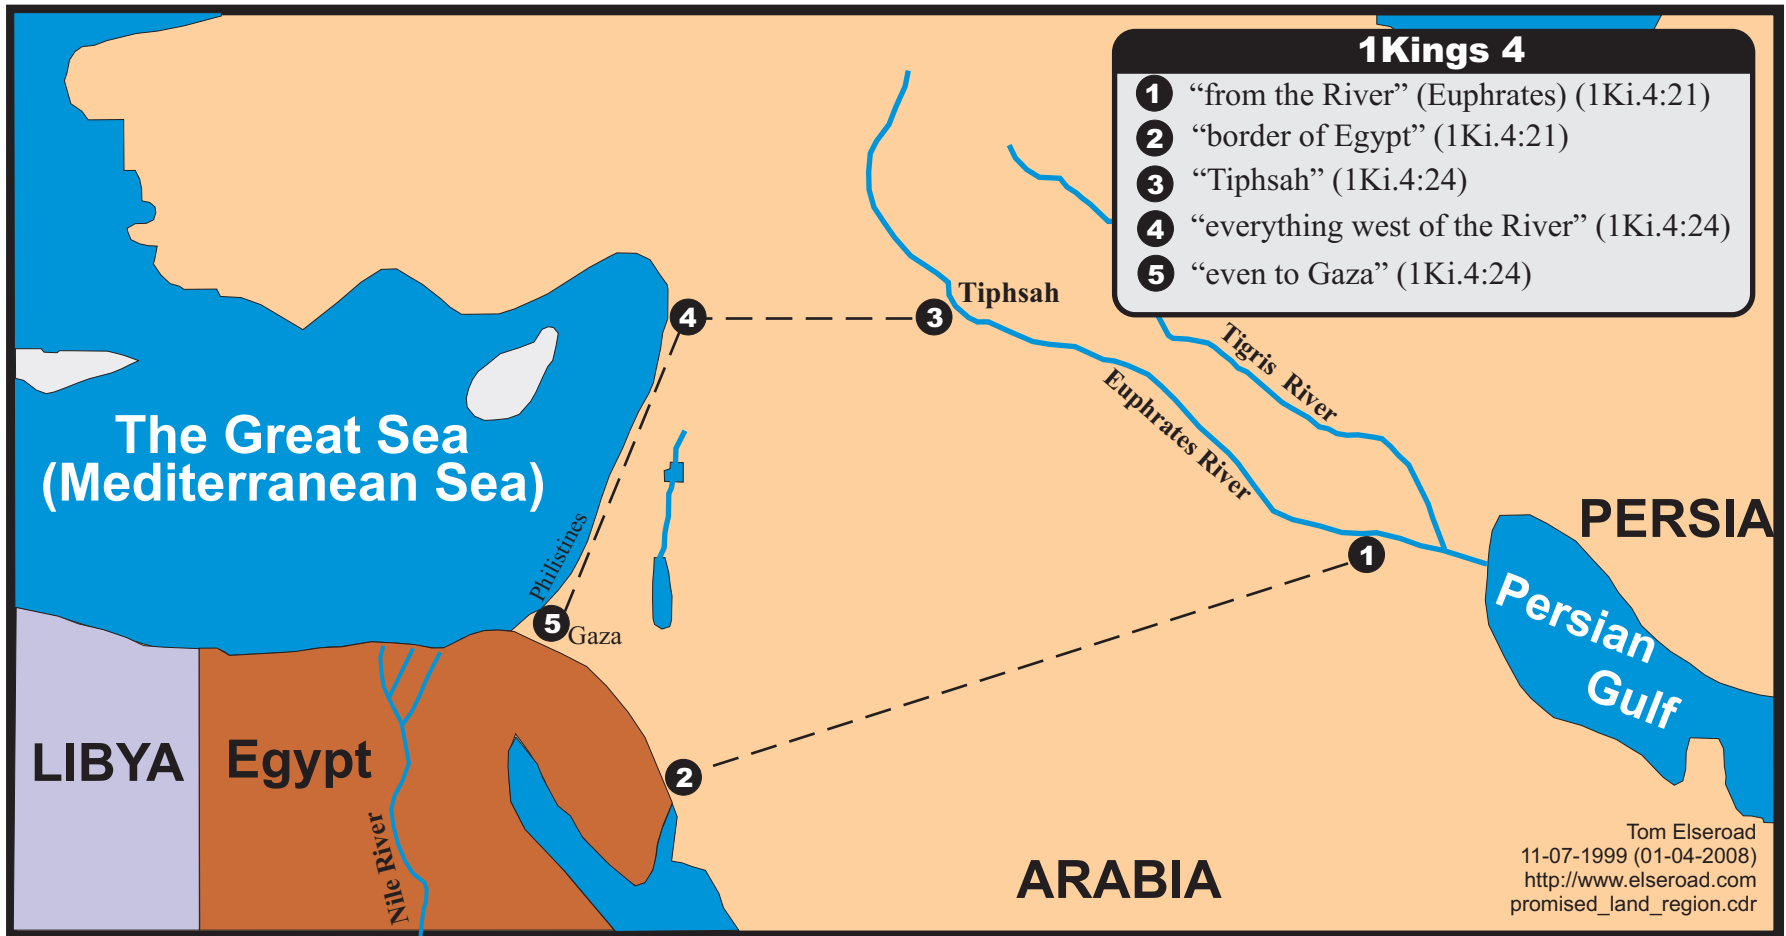 1Kings 4
1 “from the River” (Euphrates) (1Ki.4:21)
2 “border of Egypt” (1Ki.4:21)
3 “Tiphsah” (1Ki.4:24)
4 “everything west of the River” (1Ki.4:24)
5 “even to Gaza” (1Ki.4:24)
Tiphsah
4
3
Tigris River
Euphrates River
The Great Sea
(Mediterranean Sea)
PERSIA
Philistines
1
Persian
Gulf
5
Gaza
LIBYA
Egypt
2
Nile River
ARABIA
Tom Elseroad
11-07-1999 (01-04-2008)
http://www.elseroad.com
promised_land_region.cdr